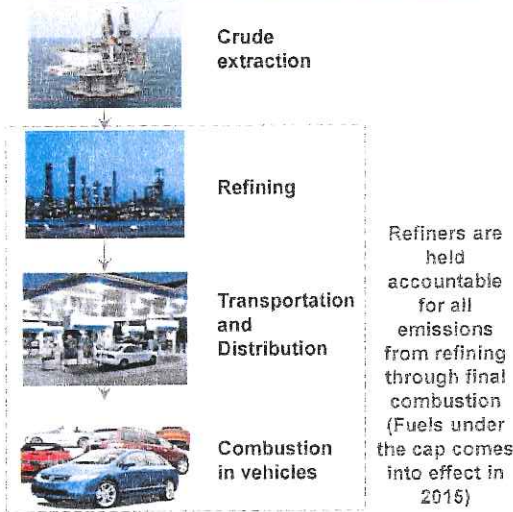 Crude
extraction
Refining
Transportation
and
Distribution
Combustion
in vehicles
Refiners are
held
accountable
for all
emissions
from refining
through final
combustion
(Fuels under
the cap comes
into effect in
2015)